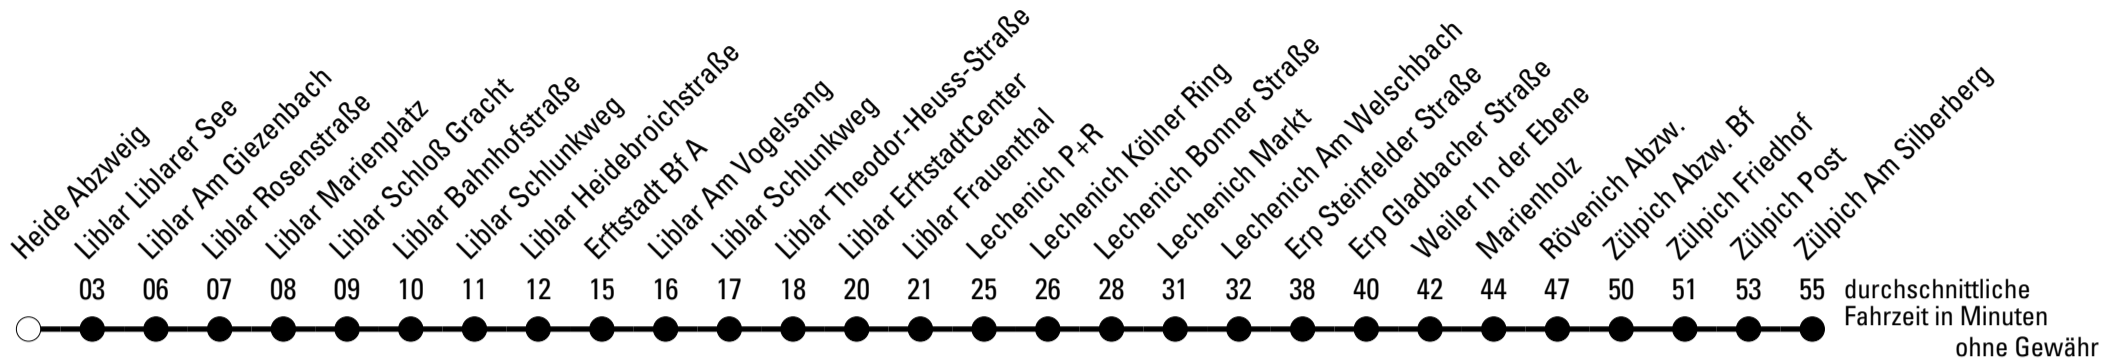 Heide Abzweig
Liblar Liblarer See
Liblar Am Giezenbach
Liblar Rosenstraße
Liblar Marienplatz
Liblar Schloß Gracht
Liblar Bahnhofstraße
Liblar Schlunkweg
Liblar Heidebroichstraße
Erftstadt Bf A
Liblar Am Vogelsang
Liblar Schlunkweg
Liblar Theodor-Heuss-Straße
Liblar ErftstadtCenter
Liblar Frauenthal
Lechenich P+R
Lechenich Kölner Ring
Lechenich Bonner Straße
Lechenich Markt
Lechenich Am Welschbach
Erp Steinfelder Straße
Erp Gladbacher Straße
Weiler In der Ebene
Marienholz
Rövenich Abzw.
Zülpich Abzw. Bf
Zülpich Friedhof
Zülpich Post
Zülpich Am Silberberg
03 06 07 08 09 10 11 12 15 16 17 18 20 21 25 26 28 31 32 38 40 42 44 47 50 51 53 55
durchschnittliche
Fahrzeit in Minuten
ohne Gewähr